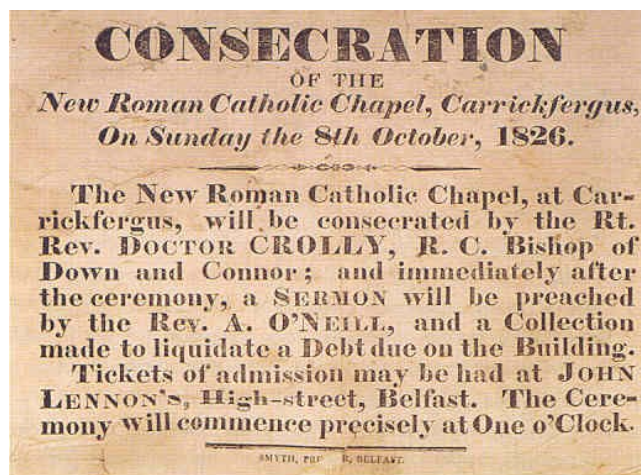 CONSECRATION
OF THE
New Roman Catholic Chapel, Carrickfergus,
On Sunday the 8th October, 1826.
The New Roman Catholic Chapel, at Car-
rickfergus, will be consecrated by the Rt.
Rev. DOCTOR CROLLY, R. C. Bishop of
Down and Connor; and immediately after
the ceremony, a SERMON will be preached
by the Rev. A. O'NEILL, and a Collection
made to liquidate a Debt due on the Building.
Tickets of admission may be had at JOHN
LENNON'S, High-street, Belfast. The Cere-
mony will commence precisely at One o'Clock.
SMYTH, BELFAST.